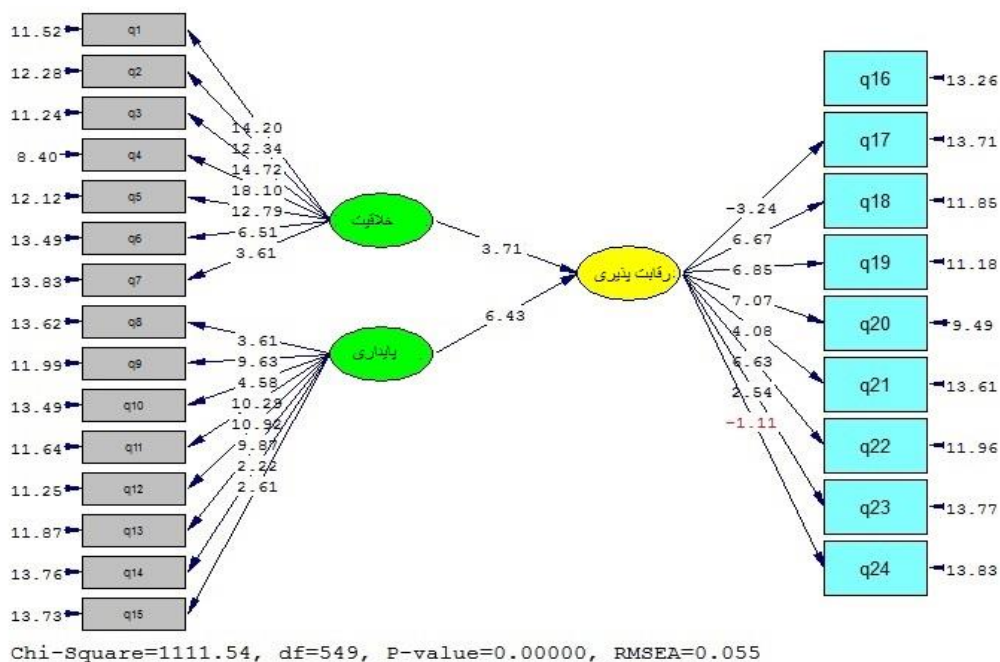 11.52 q1
12.28 q2
11.24 q3
8.40 q4
12.12 q5
13.49 q6
13.83 q7
13.62 q8
11.99 q9
13.49 q10
11.64 q11
11.25 q12
11.87 q13
13.76 q14
13.73 q15
14.20
12.34
14.72
18.10
12.79
6.51
3.61
خلاقیت
3.61
9.63
4.58
10.29
10.92
9.87
2.22
2.61
پایداری
3.71
6.43
رقابت پذیری.
-3.24
6.67
6.85
7.07
4.08
6.63
2.54
-1.11
q16 13.26
q17 13.71
q18 11.85
q19 11.18
q20 9.49
q21 13.61
q22 11.96
q23 13.77
q24 13.83
Chi-Square=1111.54, df=549, P-value=0.00000, RMSEA=0.055